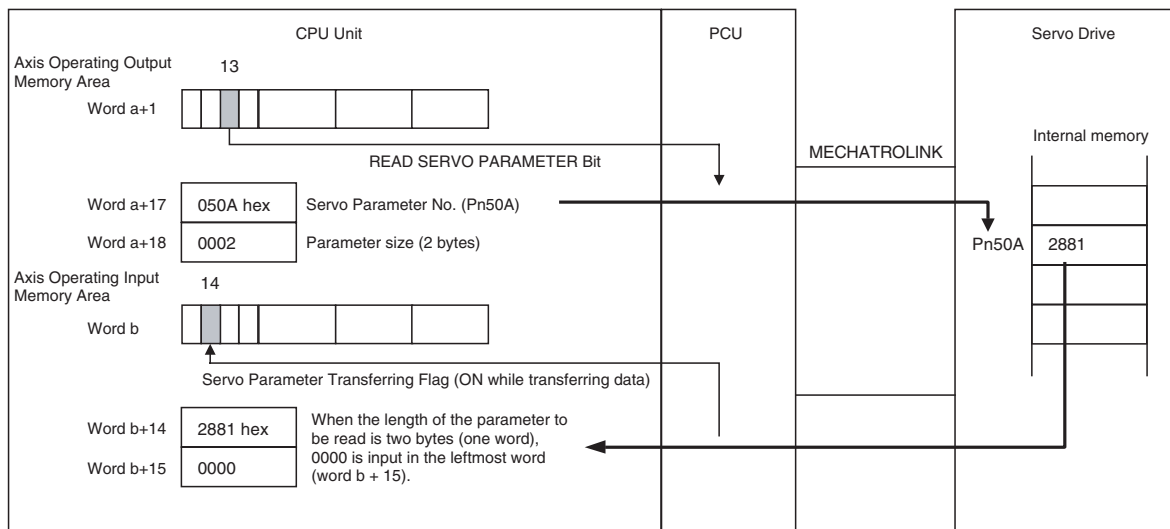 CPU Unit
PCU
Servo Drive
Axis Operating Output
Memory Area
13
Word a+1
READ SERVO PARAMETER Bit
MECHATROLINK
Internal memory
Word a+17
050A hex
Servo Parameter No. (Pn50A)
Word a+18
0002
Parameter size (2 bytes)
Pn50A
2881
Axis Operating Input
Memory Area
14
Word b
Servo Parameter Transferring Flag (ON while transferring data)
Word b+14
2881 hex
Word b+15
0000
When the length of the parameter to
be read is two bytes (one word),
0000 is input in the leftmost word
(word b + 15).